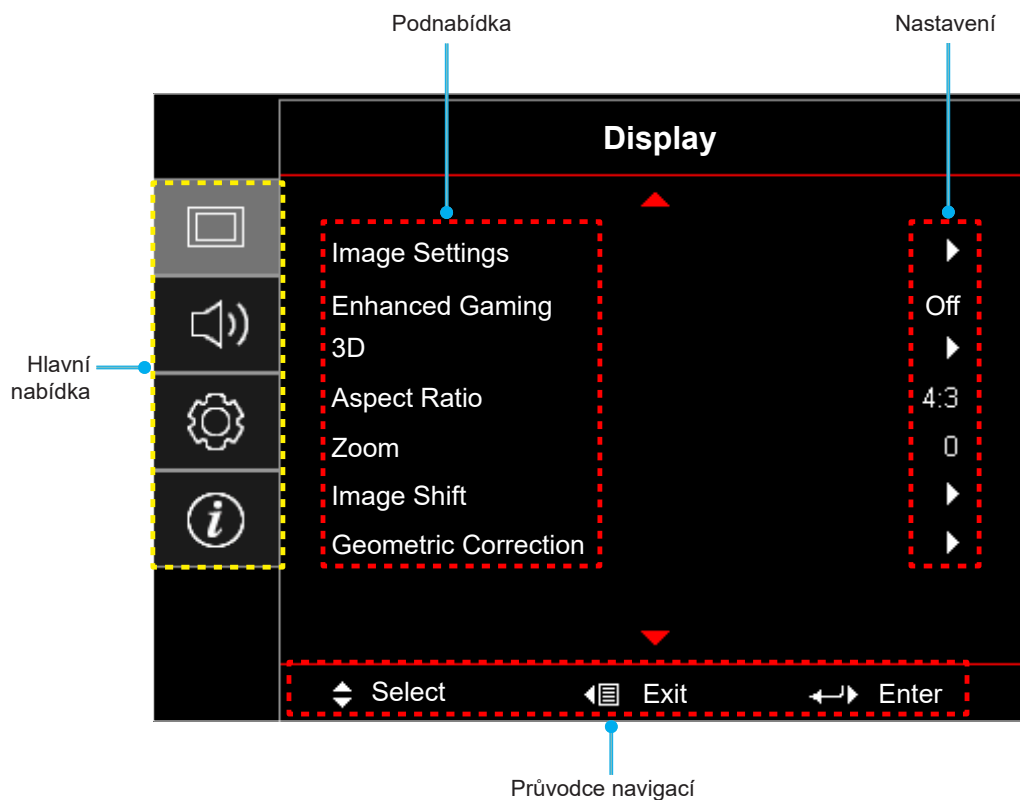 Podnabídka
Nastavení
Display
Image Settings
Enhanced Gaming Off
3D
Hlavní
nabídka
Aspect Ratio 4:3
Zoom 0
Image Shift
Geometric Correction
Select Exit Enter
Průvodce navigací